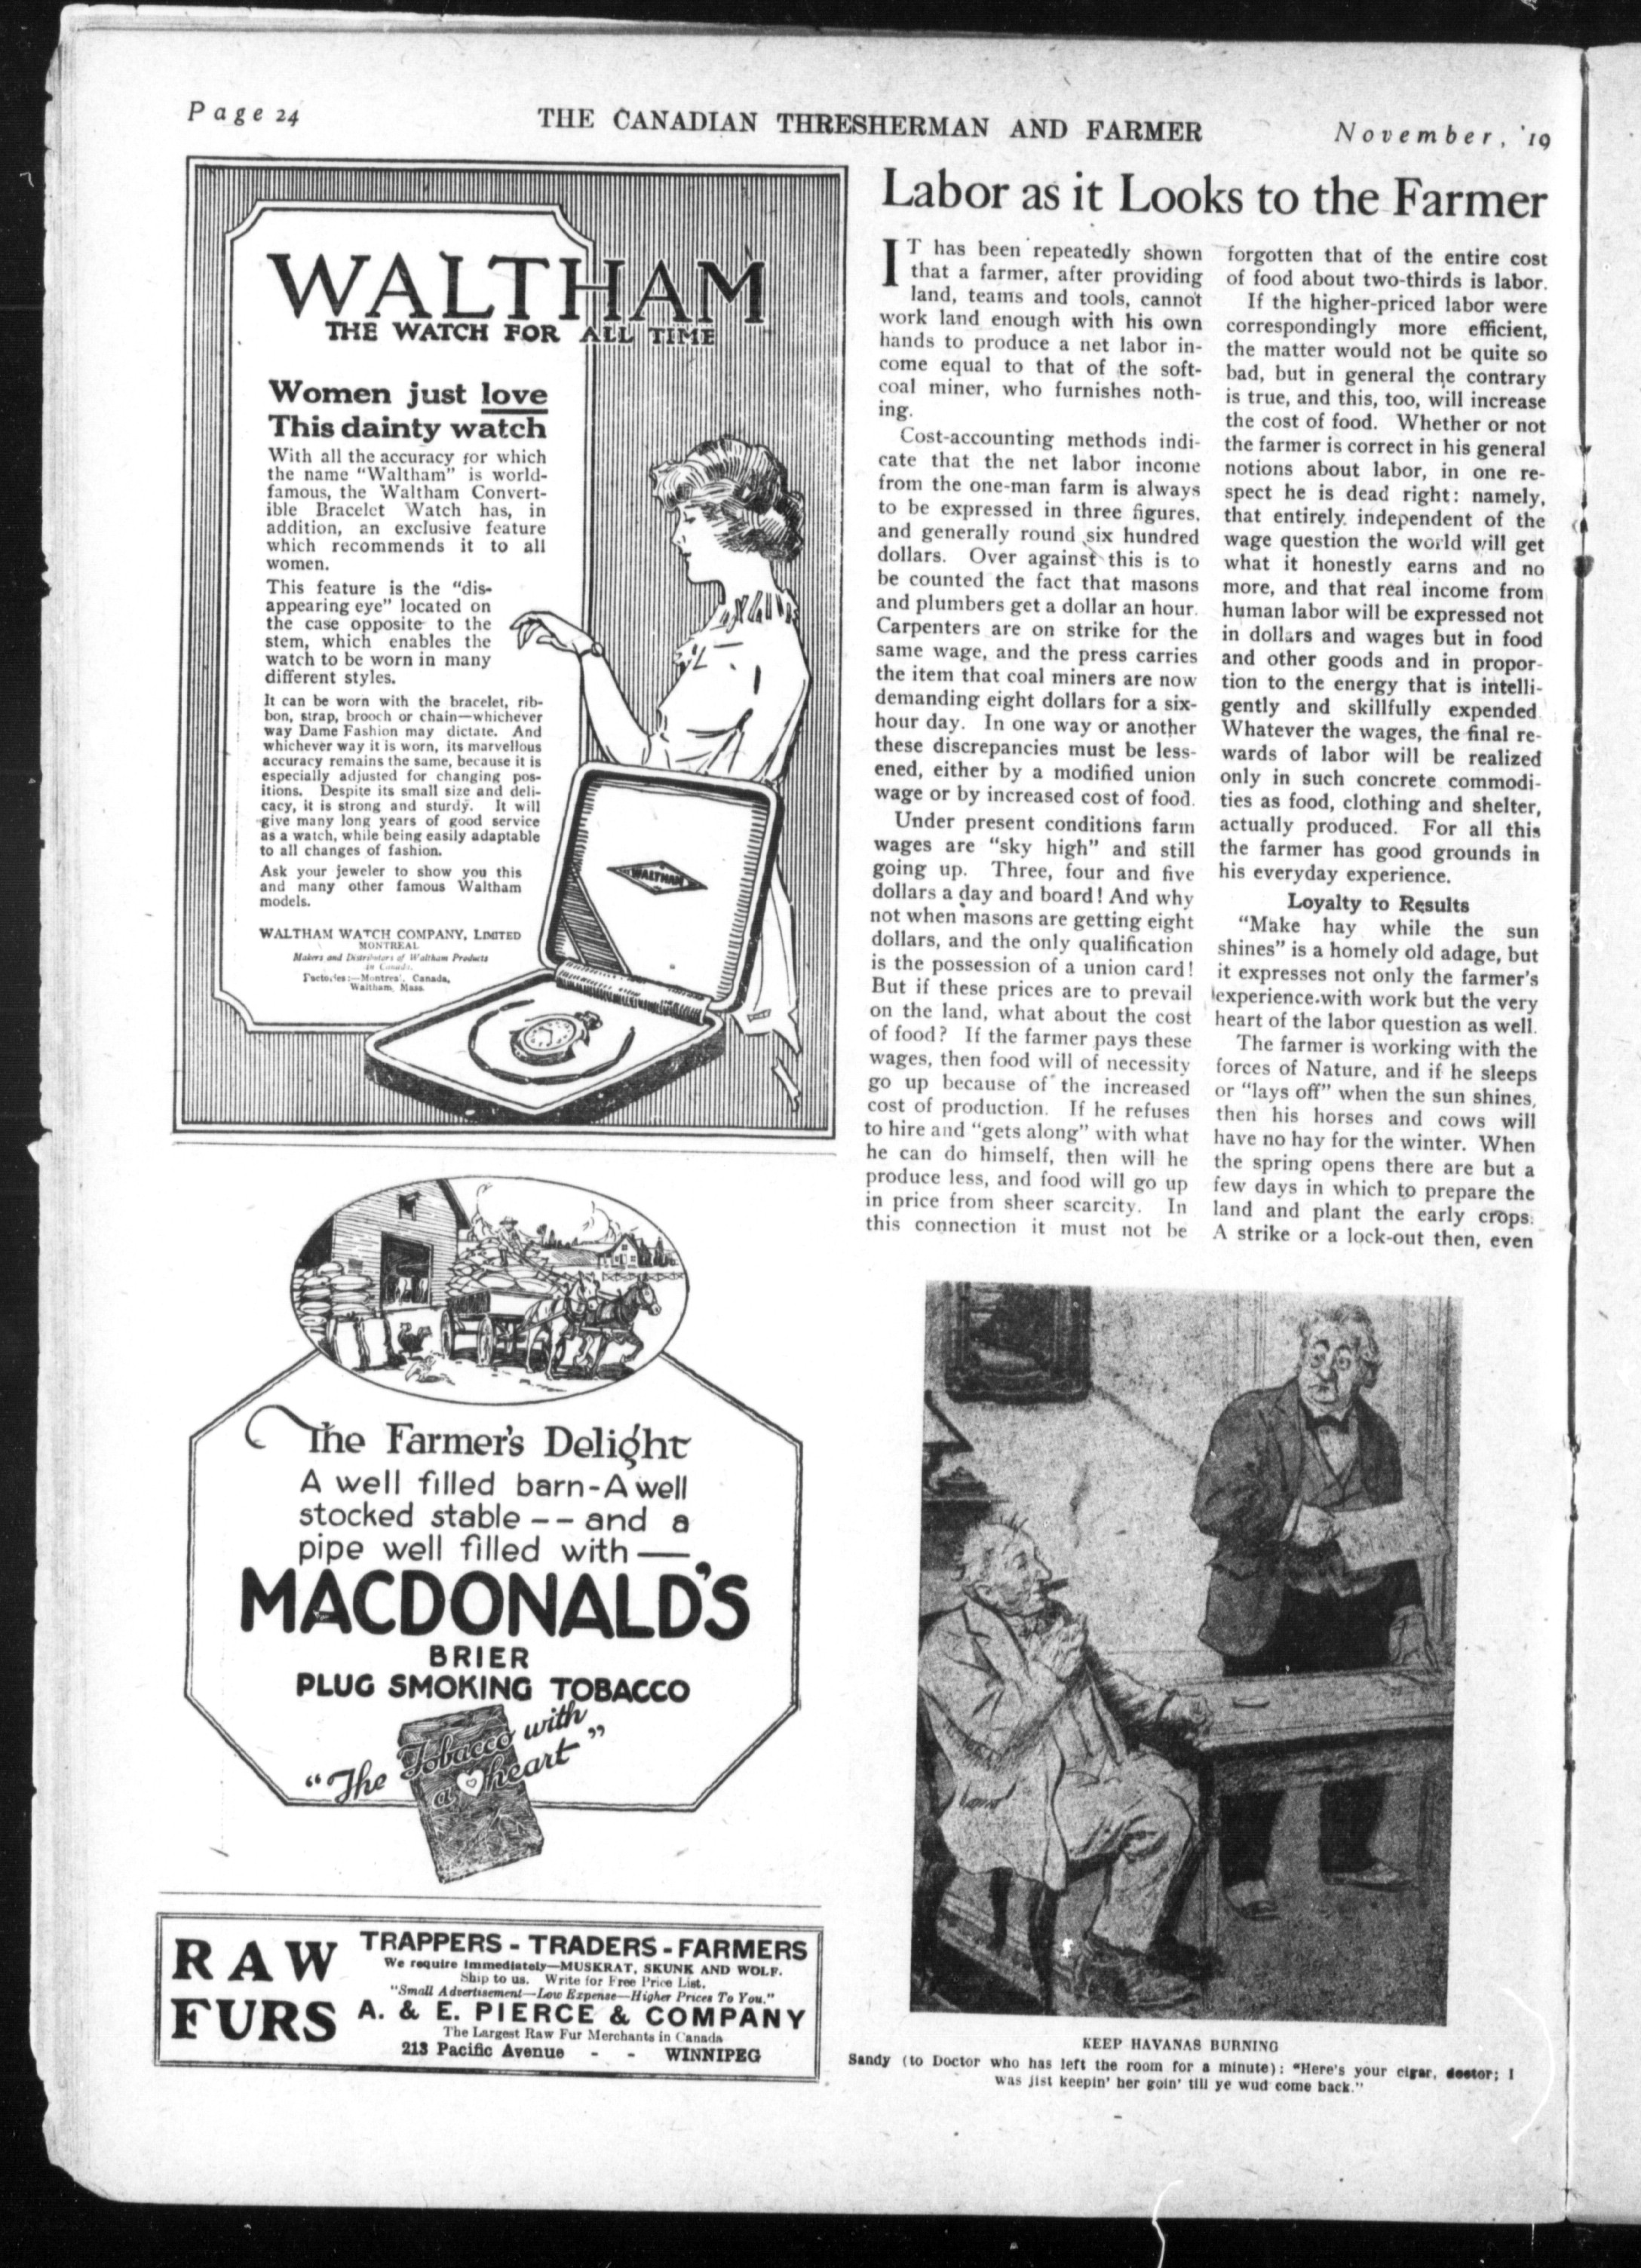 Page 24
THE CANADIAN THRESHERMAN AND FARMER
November, '19
WALTHAM
THE WATCH FOR ALL TIME
Women just love
This dainty watch
With all the accuracy for which
the name "Waltham" is world-
famous, the Waltham Convert-
ible Bracelet Watch has, in
addition, an exclusive feature
which recommends it to all
women.
This feature is the "dis-
appearing eye" located on
the case opposite to the
stem, which enables the
watch to be worn in many
different styles.
It can be worn with the bracelet, rib-
bon, strap, brooch or chain—whichever
way Dame Fashion may dictate. And
whichever way it is worn, its marvellous
accuracy remains the same, because it is
especially adjusted for changing pos-
itions. Despite its small size and deli-
cacy, it is strong and sturdy. It will
give many long years of good service
as a watch, while being easily adaptable
to all changes of fashion.
Ask your jeweler to show you this
and many other famous Waltham
models.
WALTHAM WATCH COMPANY, LIMITED
MONTREAL
Makers and Distributors of Waltham Products
in Canada.
Factories:—Montreal, Canada,
Waltham, Mass.
WALTHAM
The Farmer's Delight
A well filled barn-A well
stocked stable -- and a
pipe well filled with —
MACDONALD'S
BRIER
PLUG SMOKING TOBACCO
"The Tobacco with
a heart"
RAW
FURS
TRAPPERS - TRADERS - FARMERS
We require immediately—MUSKRAT, SKUNK AND WOLF.
Ship to us. Write for Free Price List.
"Small Advertisement—Low Expense—Higher Prices To You."
A. & E. PIERCE & COMPANY
The Largest Raw Fur Merchants in Canada
213 Pacific Avenue - - WINNIPEG
Labor as it Looks to the Farmer
IT has been repeatedly shown
that a farmer, after providing
land, teams and tools, cannot
work land enough with his own
hands to produce a net labor in-
come equal to that of the soft-
coal miner, who furnishes noth-
ing.
Cost-accounting methods indi-
cate that the net labor income
from the one-man farm is always
to be expressed in three figures,
and generally round six hundred
dollars. Over against this is to
be counted the fact that masons
and plumbers get a dollar an hour.
Carpenters are on strike for the
same wage, and the press carries
the item that coal miners are now
demanding eight dollars for a six-
hour day. In one way or another
these discrepancies must be less-
ened, either by a modified union
wage or by increased cost of food.
Under present conditions farm
wages are "sky high" and still
going up. Three, four and five
dollars a day and board! And why
not when masons are getting eight
dollars, and the only qualification
is the possession of a union card!
But if these prices are to prevail
on the land, what about the cost
of food? If the farmer pays these
wages, then food will of necessity
go up because of the increased
cost of production. If he refuses
to hire and "gets along" with what
he can do himself, then will he
produce less, and food will go up
in price from sheer scarcity. In
this connection it must not be
forgotten that of the entire cost
of food about two-thirds is labor.
If the higher-priced labor were
correspondingly more efficient,
the matter would not be quite so
bad, but in general the contrary
is true, and this, too, will increase
the cost of food. Whether or not
the farmer is correct in his general
notions about labor, in one re-
spect he is dead right: namely,
that entirely independent of the
wage question the world will get
what it honestly earns and no
more, and that real income from
human labor will be expressed not
in dollars and wages but in food
and other goods and in propor-
tion to the energy that is intelli-
gently and skillfully expended.
Whatever the wages, the final re-
wards of labor will be realized
only in such concrete commodi-
ties as food, clothing and shelter,
actually produced. For all this
the farmer has good grounds in
his everyday experience.
Loyalty to Results
"Make hay while the sun
shines" is a homely old adage, but
it expresses not only the farmer's
experience with work but the very
heart of the labor question as well.
The farmer is working with the
forces of Nature, and if he sleeps
or "lays off" when the sun shines,
then his horses and cows will
have no hay for the winter. When
the spring opens there are but a
few days in which to prepare the
land and plant the early crops.
A strike or a lock-out then, even
KEEP HAVANAS BURNING
Sandy (to Doctor who has left the room for a minute): "Here's your cigar, doctor; I
was jist keepin' her goin' till ye wud come back."